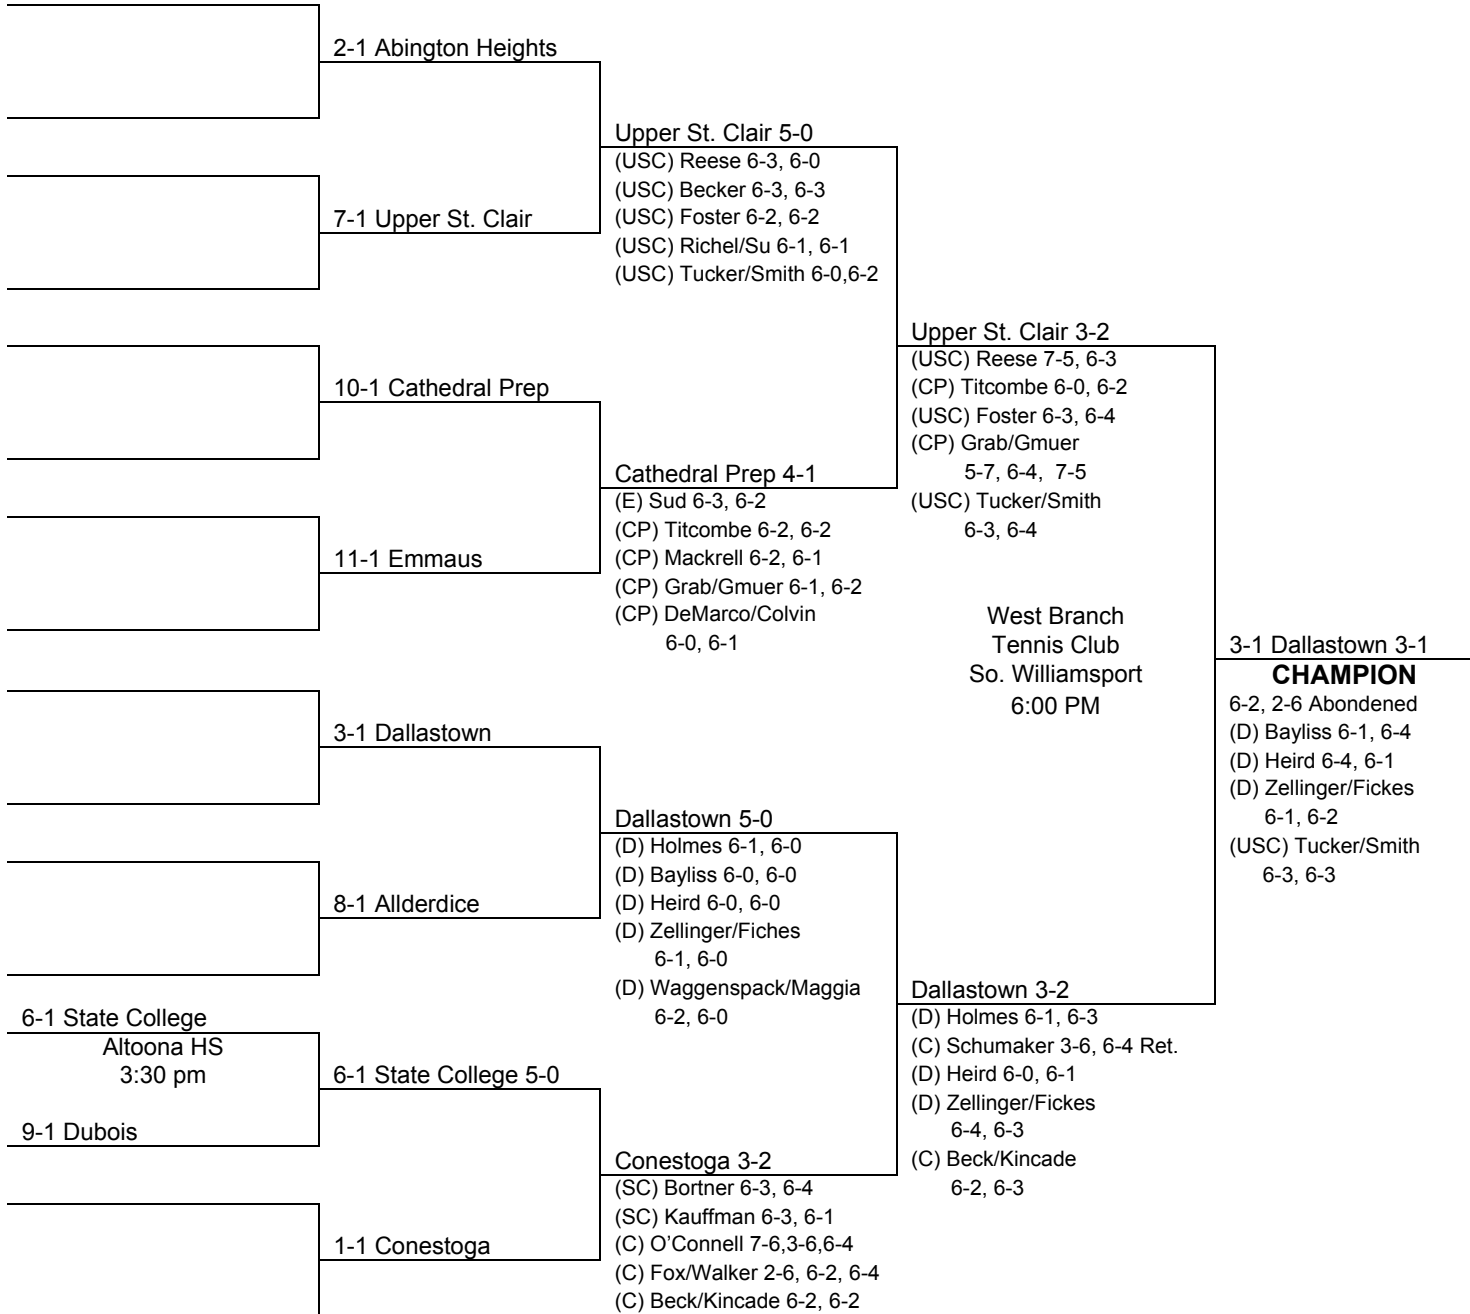 2-1 Abington Heights
7-1 Upper St. Clair
10-1 Cathedral Prep
11-1 Emmaus
3-1 Dallastown
8-1 Allderdice
6-1 State College
Altoona HS
3:30 pm
9-1 Dubois
6-1 State College 5-0
1-1 Conestoga
Upper St. Clair 5-0
(USC) Reese 6-3, 6-0
(USC) Becker 6-3, 6-3
(USC) Foster 6-2, 6-2
(USC) Richel/Su 6-1, 6-1
(USC) Tucker/Smith 6-0,6-2
Cathedral Prep 4-1
(E) Sud 6-3, 6-2
(CP) Titcombe 6-2, 6-2
(CP) Mackrell 6-2, 6-1
(CP) Grab/Gmuer 6-1, 6-2
(CP) DeMarco/Colvin
6-0, 6-1
Dallastown 5-0
(D) Holmes 6-1, 6-0
(D) Bayliss 6-0, 6-0
(D) Heird 6-0, 6-0
(D) Zellinger/Fiches
6-1, 6-0
(D) Waggenspack/Maggia
6-2, 6-0
Conestoga 3-2
(SC) Bortner 6-3, 6-4
(SC) Kauffman 6-3, 6-1
(C) O’Connell 7-6,3-6,6-4
(C) Fox/Walker 2-6, 6-2, 6-4
(C) Beck/Kincade 6-2, 6-2
Upper St. Clair 3-2
(USC) Reese 7-5, 6-3
(CP) Titcombe 6-0, 6-2
(USC) Foster 6-3, 6-4
(CP) Grab/Gmuer
5-7, 6-4, 7-5
(USC) Tucker/Smith
6-3, 6-4
West Branch
Tennis Club
So. Williamsport
6:00 PM
Dallastown 3-2
(D) Holmes 6-1, 6-3
(C) Schumaker 3-6, 6-4 Ret.
(D) Heird 6-0, 6-1
(D) Zellinger/Fickes
6-4, 6-3
(C) Beck/Kincade
6-2, 6-3
3-1 Dallastown 3-1
CHAMPION
6-2, 2-6 Abondened
(D) Bayliss 6-1, 6-4
(D) Heird 6-4, 6-1
(D) Zellinger/Fickes
6-1, 6-2
(USC) Tucker/Smith
6-3, 6-3